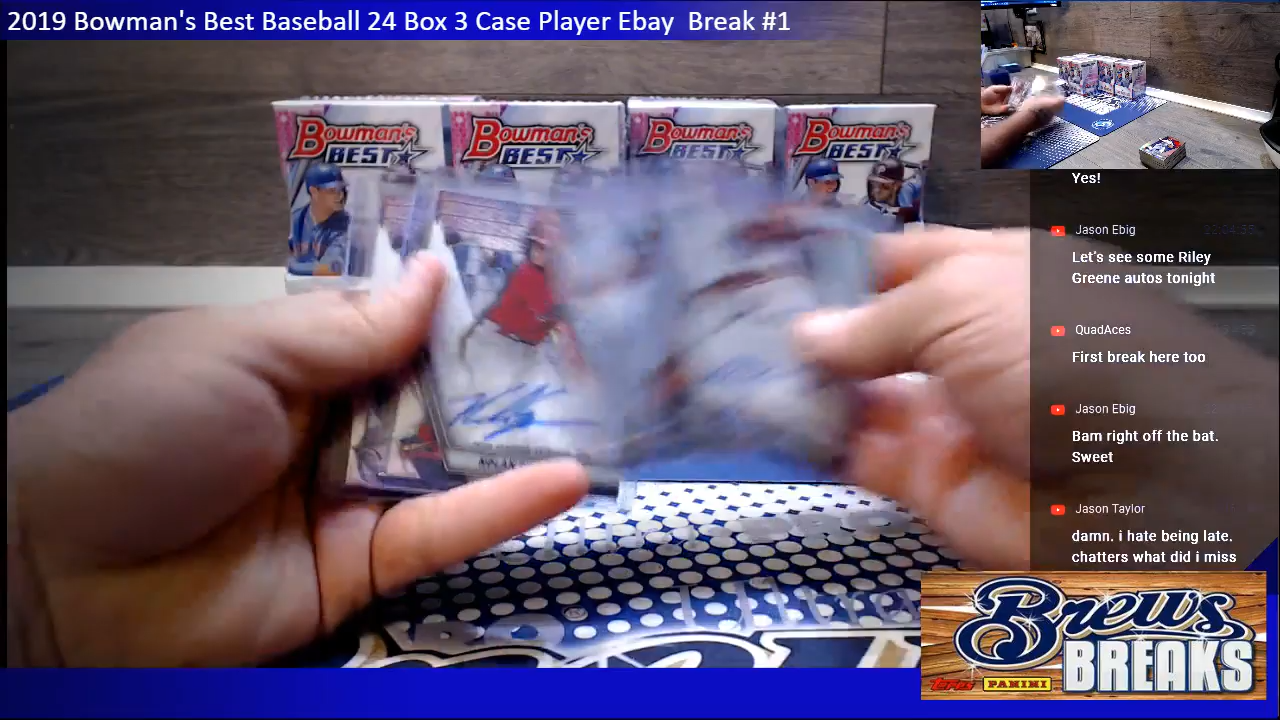 2019 Bowman's Best Baseball 24 Box 3 Case Player Ebay Break #1
Bowman's
BEST
Bowman's
BEST
Bowman's
BEST
Bowman's
BEST
Yes!
Jason Ebig
Let's see some Riley
Greene autos tonight
QuadAces
First break here too
Jason Ebig
Bam right off the bat.
Sweet
Jason Taylor
damn. i hate being late.
chatters what did i miss
Brews
BREAKS
Topps PANINI